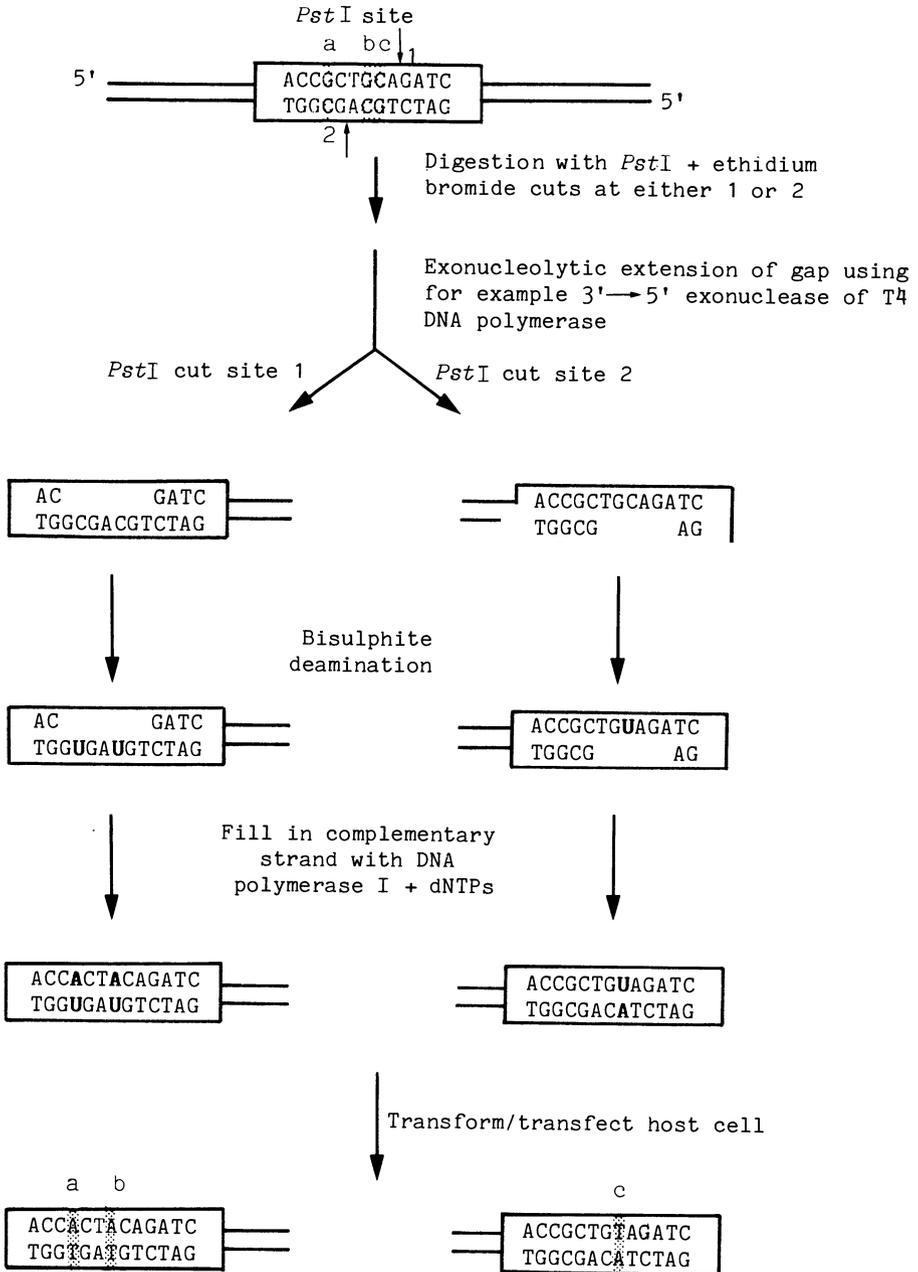 PstI site
a bc
1
5' ACCGCTGCAGATC
TGGCGACGTCTAG 5'
2
Digestion with PstI + ethidium
bromide cuts at either 1 or 2
Exonucleolytic extension of gap using
for example 3'→5' exonuclease of T4
DNA polymerase
PstI cut site 1
PstI cut site 2
AC GATC
TGGCGACGTCTAG
ACCGCTGCAGATC
TGGCG AG
Bisulphite
deamination
AC GATC
TGGUGAUGTCTAG
ACCGCTGUAGATC
TGGCG AG
Fill in complementary
strand with DNA
polymerase I + dNTPs
ACCACTACAGATC
TGGUGAUGTCTAG
ACCGCTGUAGATC
TGGCGACATCTAG
Transform/transfect host cell
a b
ACCACTACAGATC
TGGTGATGTCTAG
c
ACCGCTGTAGATC
TGGCGACATCTAG